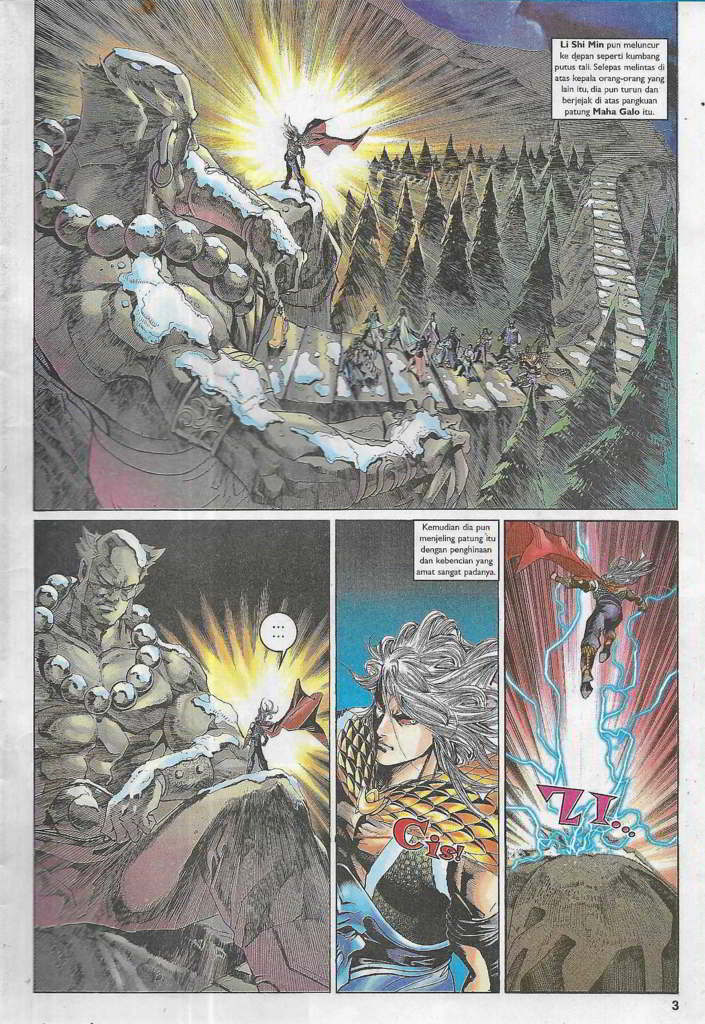 Li Shi Min pun meluncur
ke depan seperti kumbang
putus tali. Selepas melintas di
atas kepala orang-orang yang
lain itu, dia pun turun dan
berjejak di atas pangkuan
patung Maha Galo itu.
... ...
Kemudian dia pun
menjeling patung itu
dengan penghinaan
dan kebencian yang
amat sangat padanya.
Cis!
ZI...
3